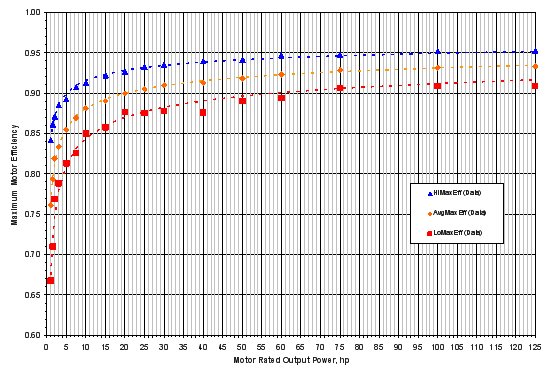 1.00
0.95
0.90
0.85
0.80
0.75
0.70
0.65
0.60
Maximum Motor Efficiency
HiMaxEff (Data)
AvgMaxEff (Data)
LoMaxEff (Data)
0 5 10 15 20 25 30 35 40 45 50 55 60 65 70 75 80 85 90 95 100 105 110 115 120 125
Motor Rated Output Power, hp